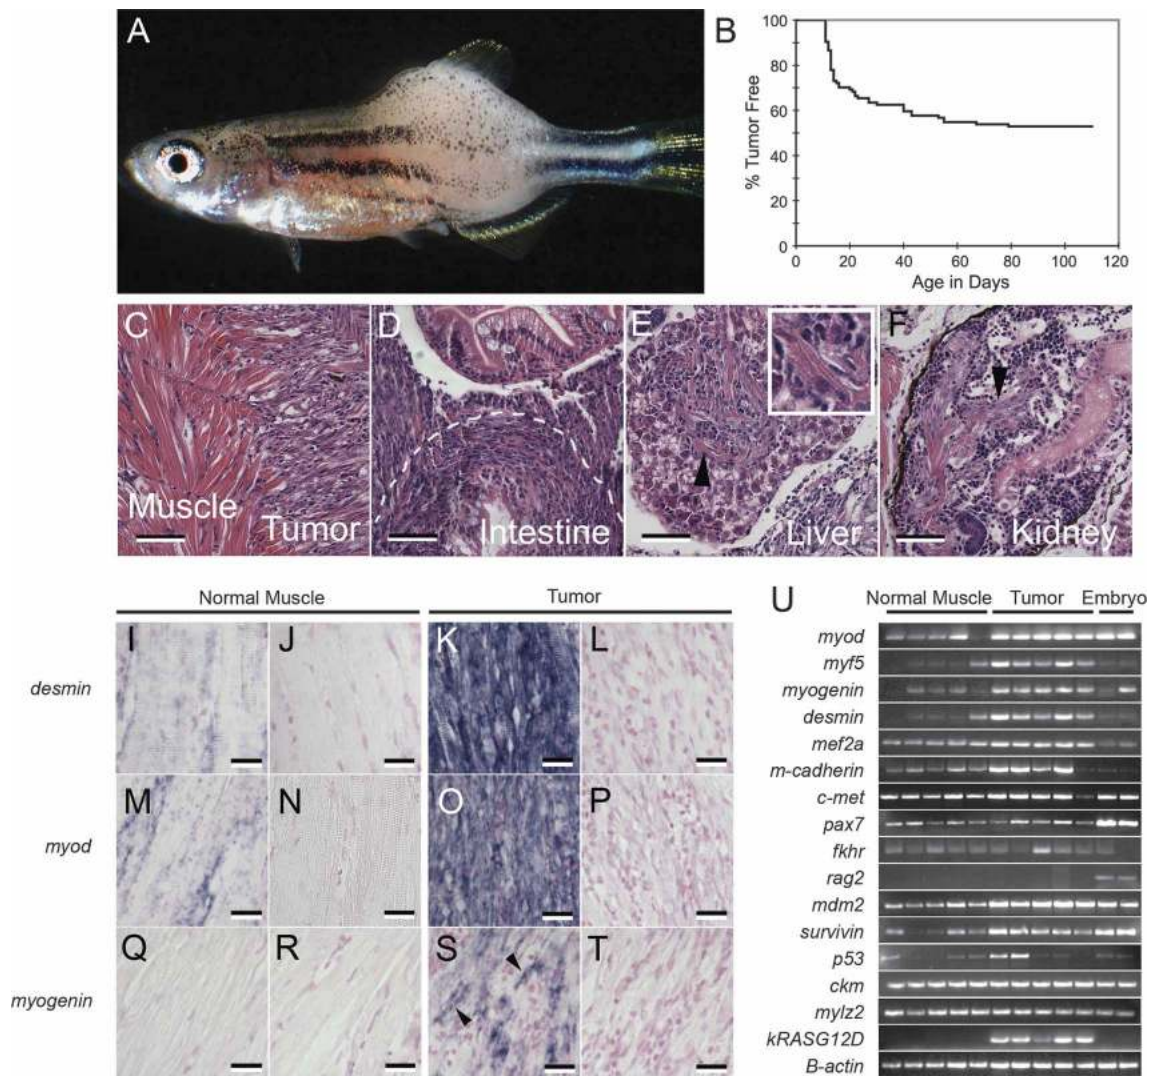 A
B
% Tumor Free
100
80
60
40
20
0
0 20 40 60 80 100 120
Age in Days
C
Muscle
Tumor
D
Intestine
E
Liver
F
Kidney
Normal Muscle
Tumor
desmin
I
J
K
L
myod
M
N
O
P
myogenin
Q
R
S
T
U
Normal Muscle Tumor Embryo
myod
myf5
myogenin
desmin
mef2a
m-cadherin
c-met
pax7
fkhr
rag2
mdm2
survivin
p53
ckm
mylz2
kRASG12D
B-actin